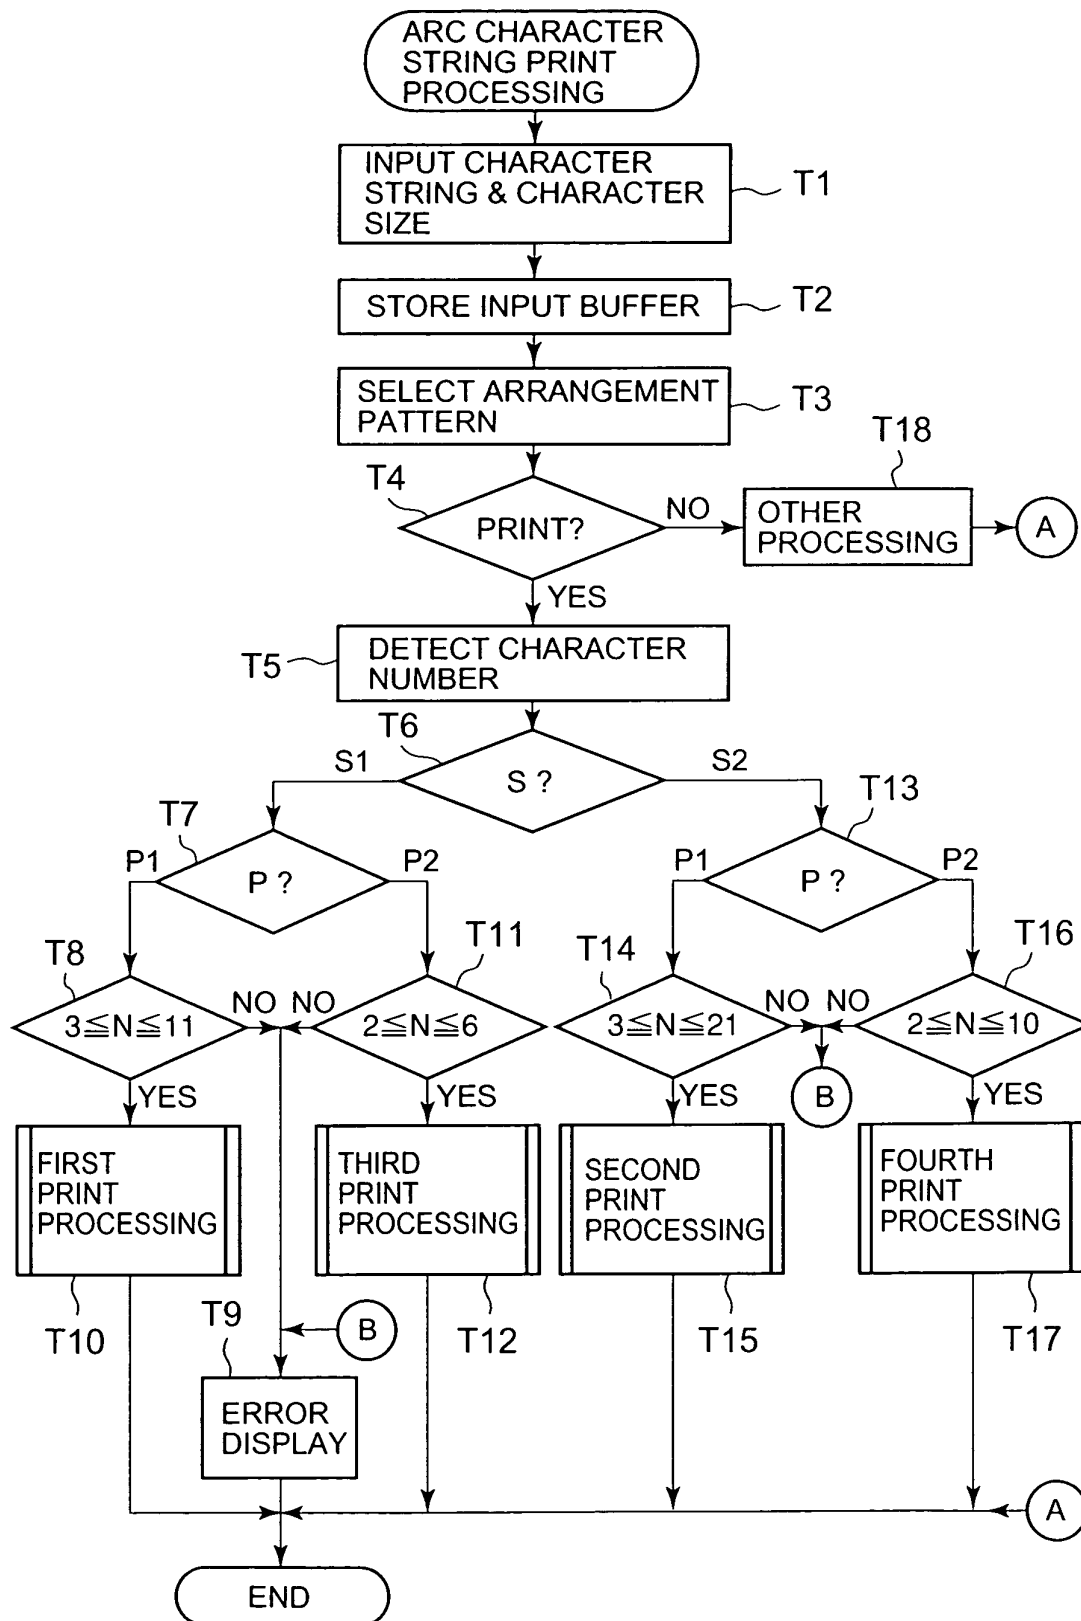 ARC CHARACTER
STRING PRINT
PROCESSING
INPUT CHARACTER
STRING & CHARACTER
SIZE
T1
STORE INPUT BUFFER
T2
SELECT ARRANGEMENT
PATTERN
T3
T4
PRINT?
NO
YES
T18
OTHER
PROCESSING
A
T5
DETECT CHARACTER
NUMBER
T6
S1
S ?
S2
T7
P1
P ?
P2
T13
P1
P ?
P2
T8
3≦N≦11
NO
YES
T11
NO
2≦N≦6
YES
T14
3≦N≦21
NO
YES
T16
NO
2≦N≦10
YES
B
FIRST
PRINT
PROCESSING
T10
THIRD
PRINT
PROCESSING
T12
SECOND
PRINT
PROCESSING
T15
FOURTH
PRINT
PROCESSING
T17
B
T9
ERROR
DISPLAY
A
END